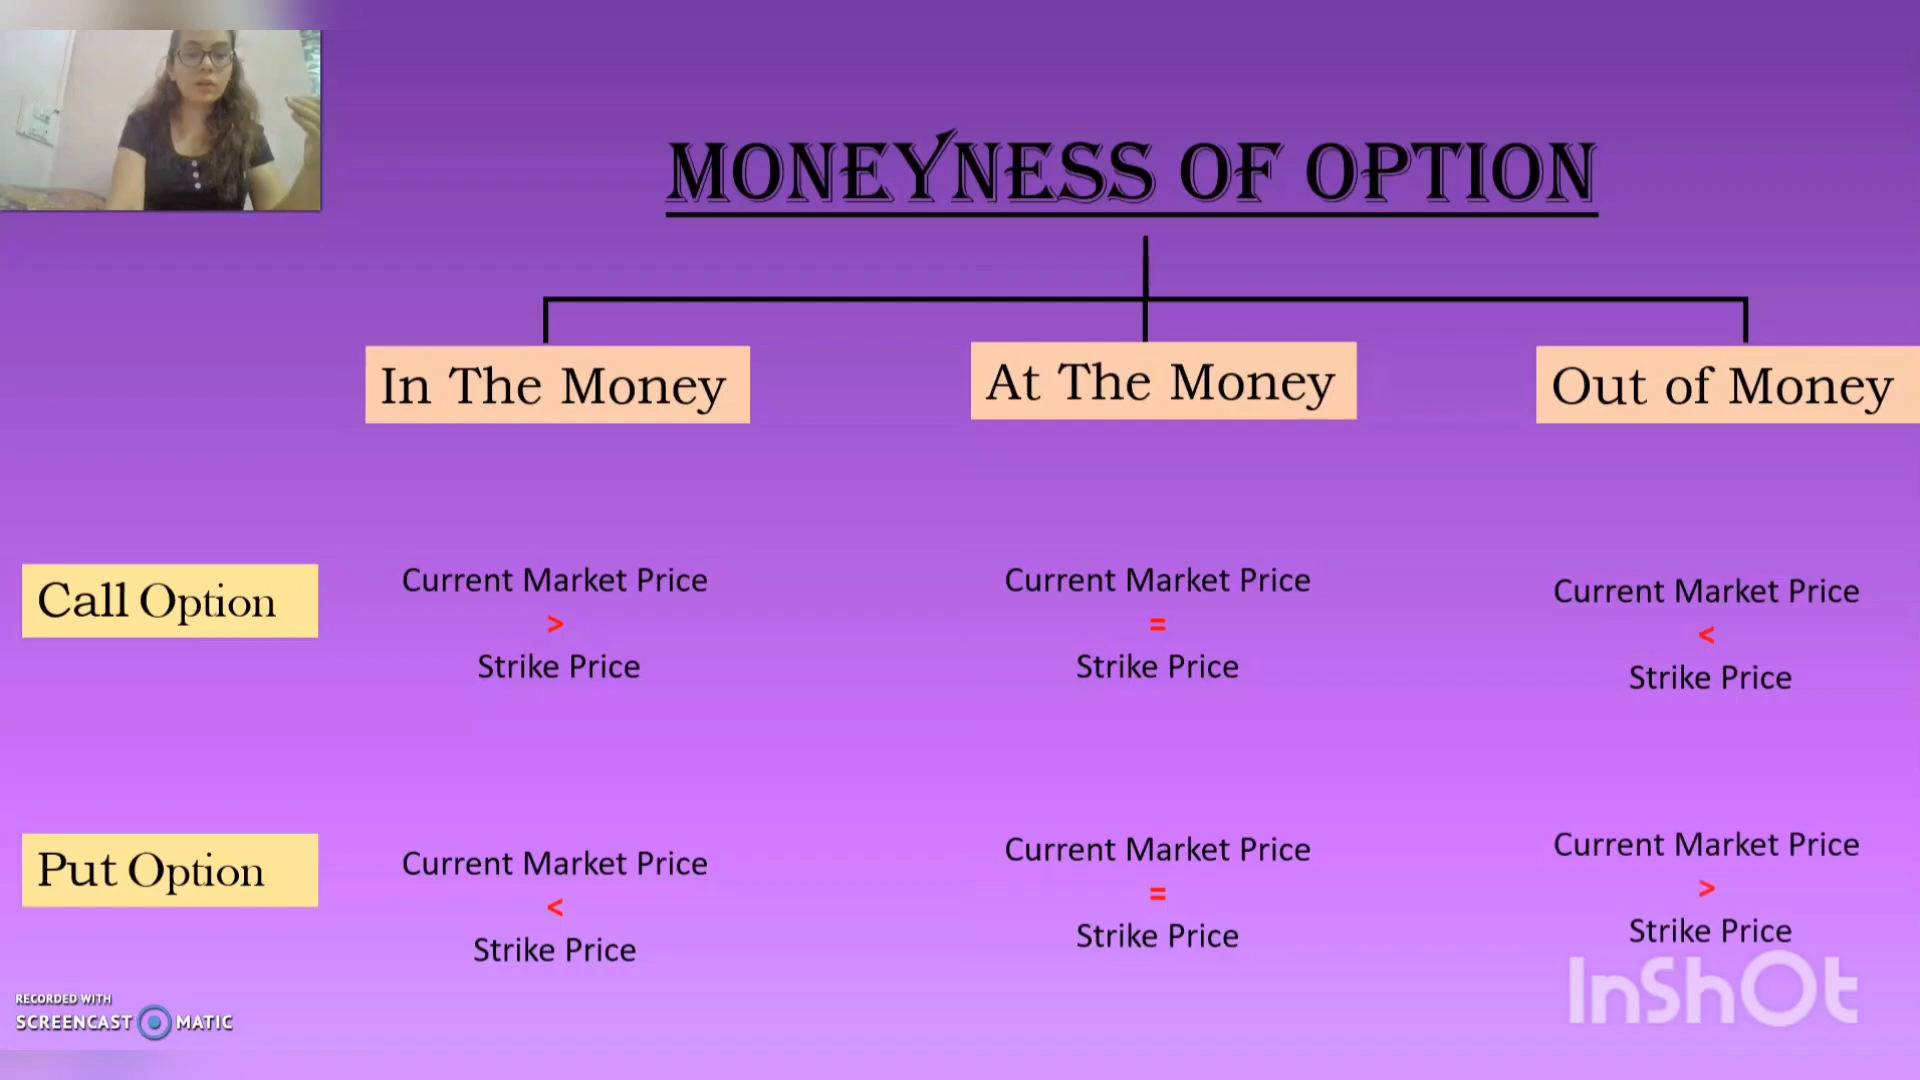 MONEYNESS OF OPTION
In The Money
At The Money
Out of Money
Call Option
Current Market Price
>
Strike Price
Current Market Price
=
Strike Price
Current Market Price
<
Strike Price
Put Option
Current Market Price
<
Strike Price
Current Market Price
=
Strike Price
Current Market Price
>
Strike Price
RECORDED WITH
SCREENCAST MATIC
InShOt